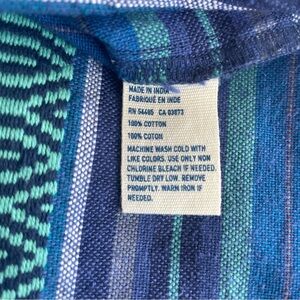 MADE IN INDIA
FABRIQUÉ EN INDE
RN 54485 CA 03873
100% COTTON
100% COTON
MACHINE WASH COLD WITH
LIKE COLORS. USE ONLY NON
CHLORINE BLEACH IF NEEDED.
TUMBLE DRY LOW. REMOVE
PROMPTLY. WARM IRON IF
NEEDED.